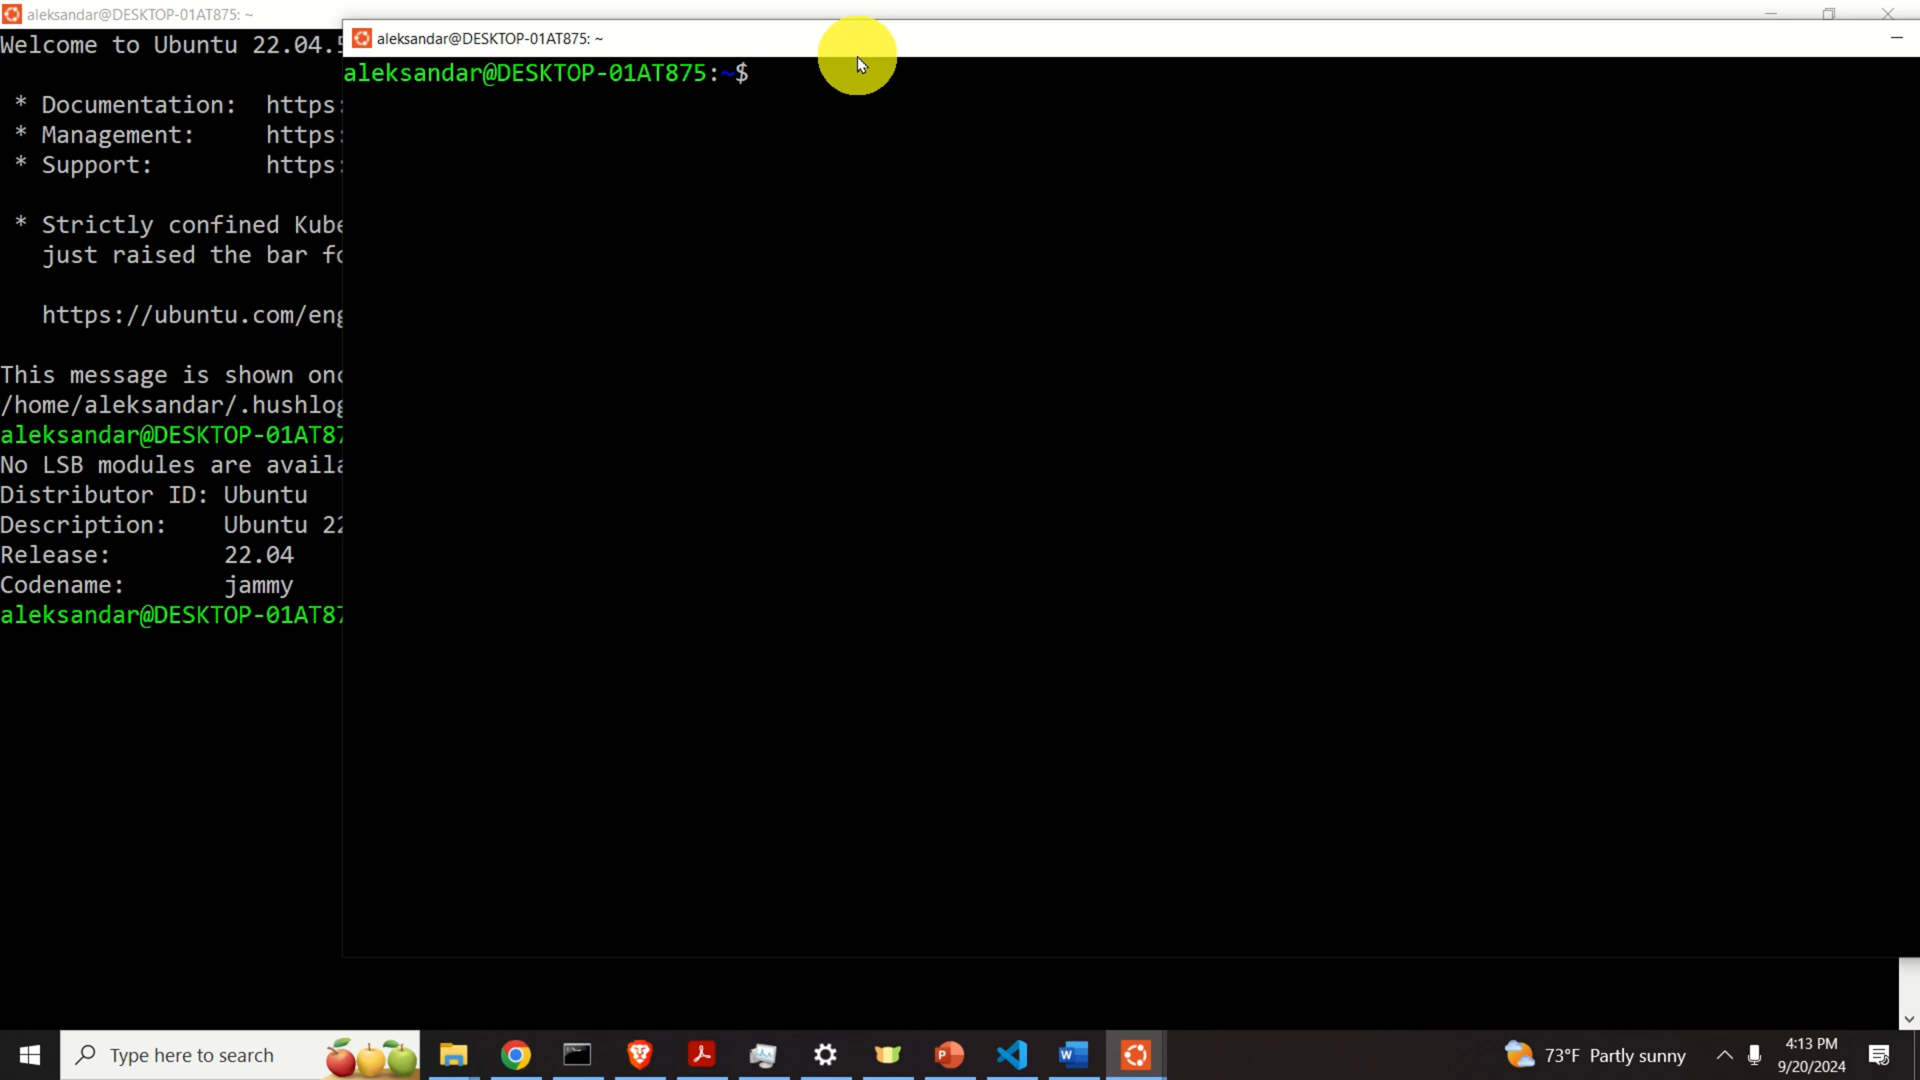 aleksandar@DESKTOP-01AT875: ~
Welcome to Ubuntu 22.04.5
* Documentation: https:
* Management: https:
* Support: https:
* Strictly confined Kube
just raised the bar fo
https://ubuntu.com/eng
This message is shown onc
/home/aleksandar/.hushlog
aleksandar@DESKTOP-01AT87
No LSB modules are availa
Distributor ID: Ubuntu
Description: Ubuntu 22
Release: 22.04
Codename: jammy
aleksandar@DESKTOP-01AT87
aleksandar@DESKTOP-01AT875: ~
aleksandar@DESKTOP-01AT875:~$
Type here to search
73°F Partly sunny
4:13 PM
9/20/2024